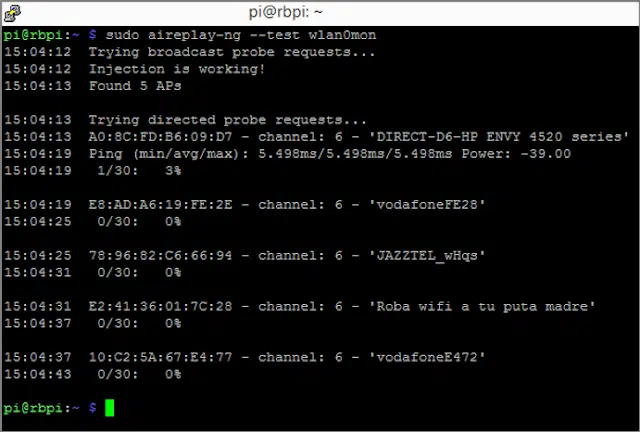 pi@rbpi: ~
pi@rbpi:~ $ sudo aireplay-ng --test wlan0mon
15:04:12  Trying broadcast probe requests...
15:04:12  Injection is working!
15:04:13  Found 5 APs
15:04:13  Trying directed probe requests...
15:04:13  A0:8C:FD:B6:09:D7 - channel: 6 - 'DIRECT-D6-HP ENVY 4520 series'
15:04:19  Ping (min/avg/max): 5.498ms/5.498ms/5.498ms Power: -39.00
15:04:19   1/30:   3%
15:04:19  E8:AD:A6:19:FE:2E - channel: 6 - 'vodafoneFE28'
15:04:25   0/30:   0%
15:04:25  78:96:82:C6:66:94 - channel: 6 - 'JAZZTEL_wHqs'
15:04:31   0/30:   0%
15:04:31  E2:41:36:01:7C:28 - channel: 6 - 'Roba wifi a tu puta madre'
15:04:37   0/30:   0%
15:04:37  10:C2:5A:67:E4:77 - channel: 6 - 'vodafoneE472'
15:04:43   0/30:   0%
pi@rbpi:~ $